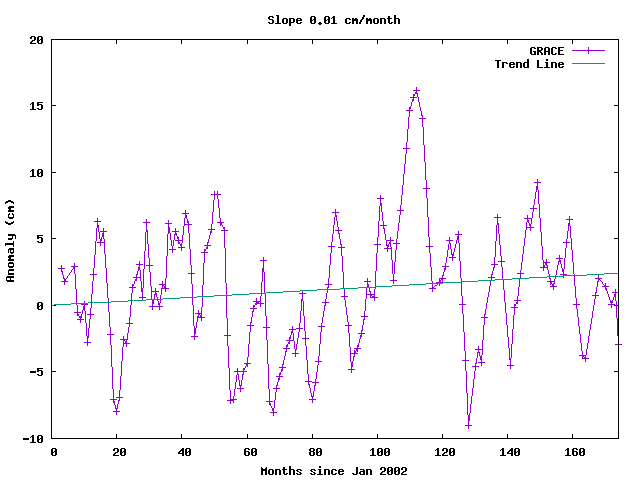 Slope 0.01 cm/month
GRACE
Trend Line
20
15
10
5
0
-5
-10
Anomaly (cm)
0 20 40 60 80 100 120 140 160
Months since Jan 2002